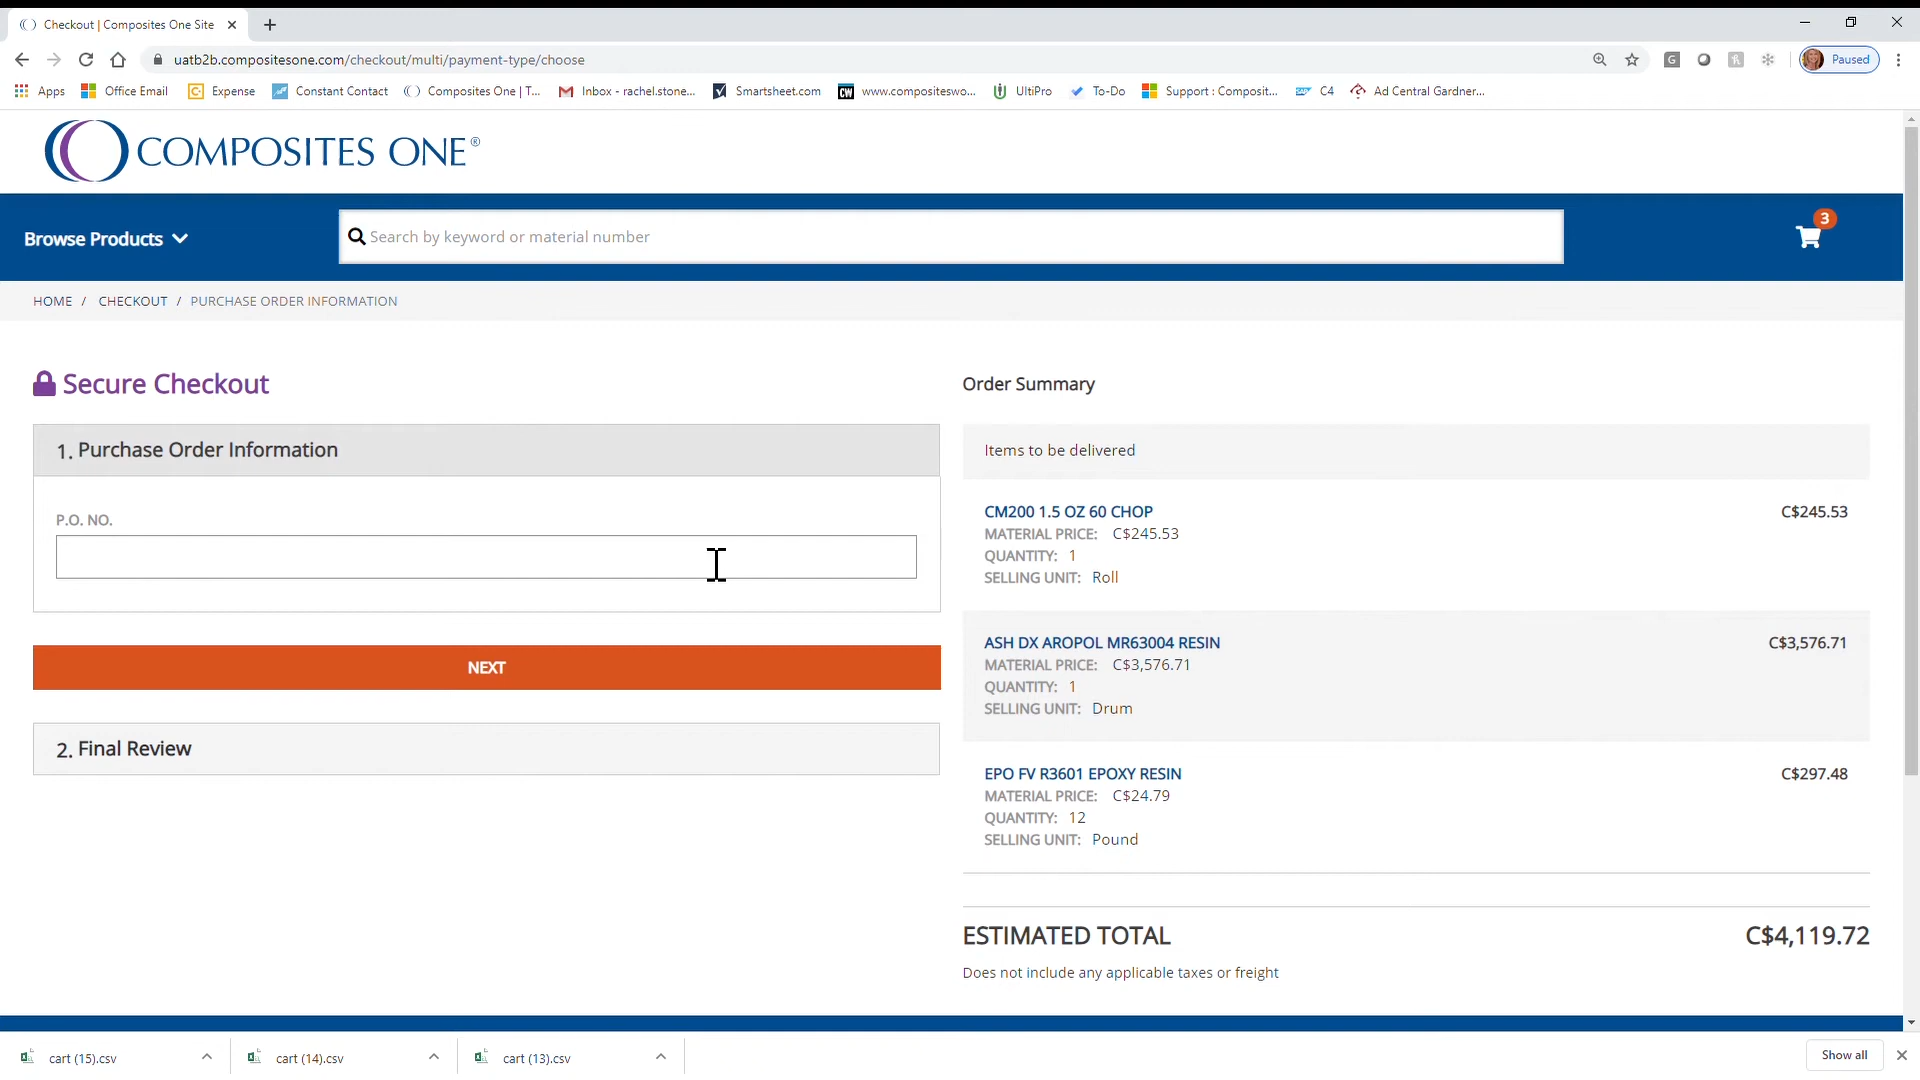 Checkout | Composites One Site
uatb2b.compositesone.com/checkout/multi/payment-type/choose
Paused
Apps Office Email Expense Constant Contact Composites One | T... Inbox - rachel.stone... Smartsheet.com www.compositeswo... UltiPro To-Do Support : Composit... C4 Ad Central Gardner...
COMPOSITES ONE®
Browse Products
Search by keyword or material number
3
HOME / CHECKOUT / PURCHASE ORDER INFORMATION
Secure Checkout
1. Purchase Order Information
P.O. NO.
NEXT
2. Final Review
Order Summary
Items to be delivered
CM200 1.5 OZ 60 CHOP C$245.53
MATERIAL PRICE: C$245.53
QUANTITY: 1
SELLING UNIT: Roll
ASH DX AROPOL MR63004 RESIN C$3,576.71
MATERIAL PRICE: C$3,576.71
QUANTITY: 1
SELLING UNIT: Drum
EPO FV R3601 EPOXY RESIN C$297.48
MATERIAL PRICE: C$24.79
QUANTITY: 12
SELLING UNIT: Pound
ESTIMATED TOTAL C$4,119.72
Does not include any applicable taxes or freight
cart (15).csv cart (14).csv cart (13).csv Show all